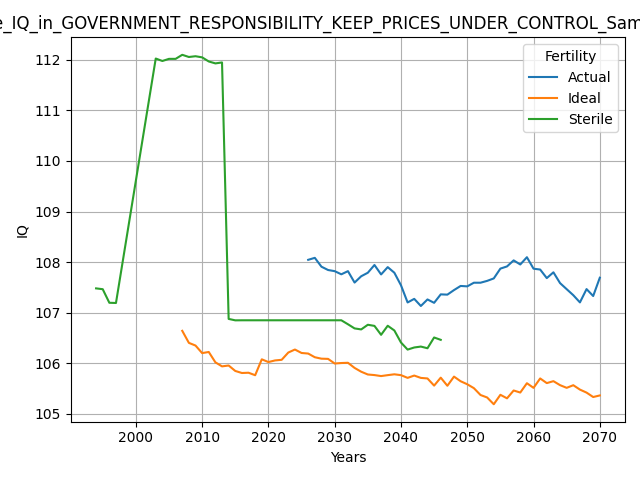 e_IQ_in_GOVERNMENT_RESPONSIBILITY_KEEP_PRICES_UNDER_CONTROL_Sam
Fertility
Actual
Ideal
Sterile
112
111
110
109
108
107
106
105
IQ
2000 2010 2020 2030 2040 2050 2060 2070
Years